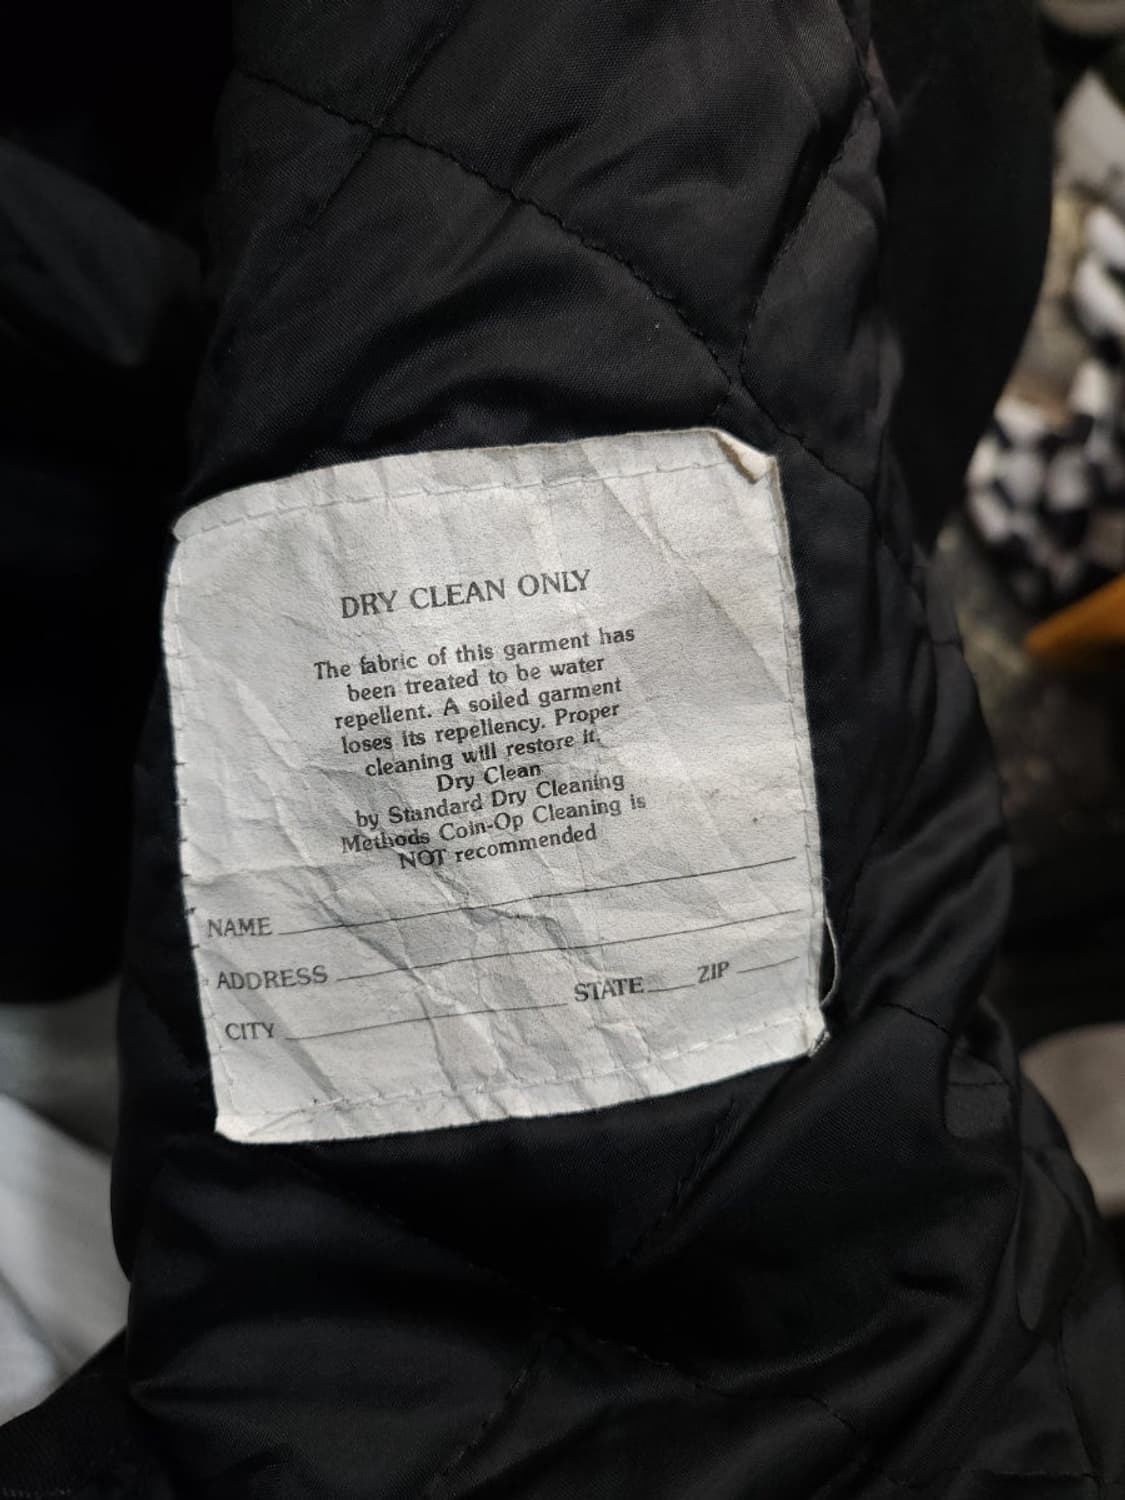 DRY CLEAN ONLY
The fabric of this garment has
been treated to be water
repellent. A soiled garment
loses its repellency. Proper
cleaning will restore it.
Dry Clean
by Standard Dry Cleaning
Methods Coin-Op Cleaning is
NOT recommended
NAME
ADDRESS
CITY STATE ZIP